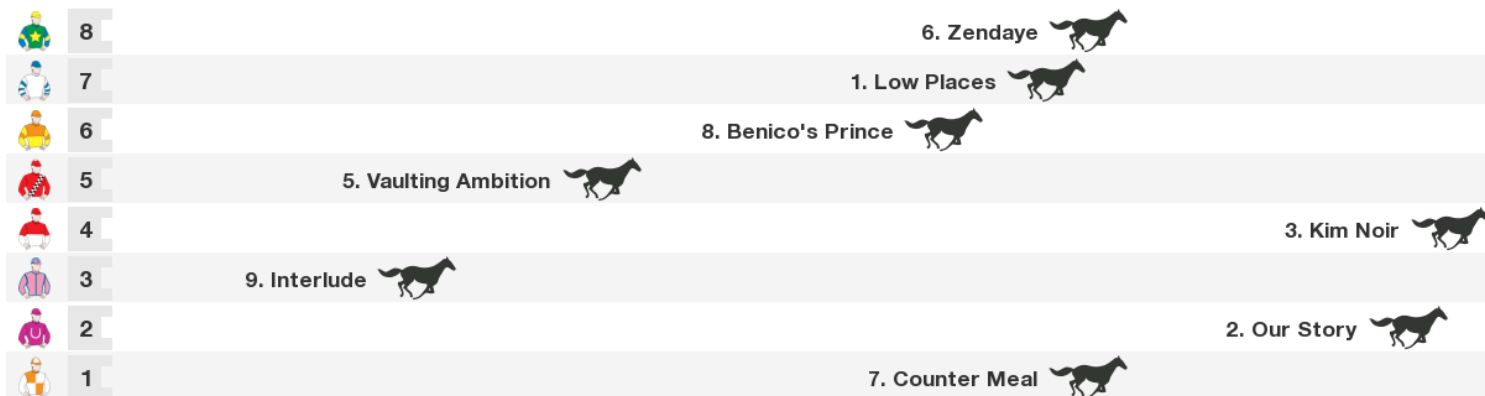 8 6. Zendaye
7 1. Low Places
6 8. Benico's Prince
5 5. Vaulting Ambition
4 3. Kim Noir
3 9. Interlude
2 2. Our Story
1 7. Counter Meal